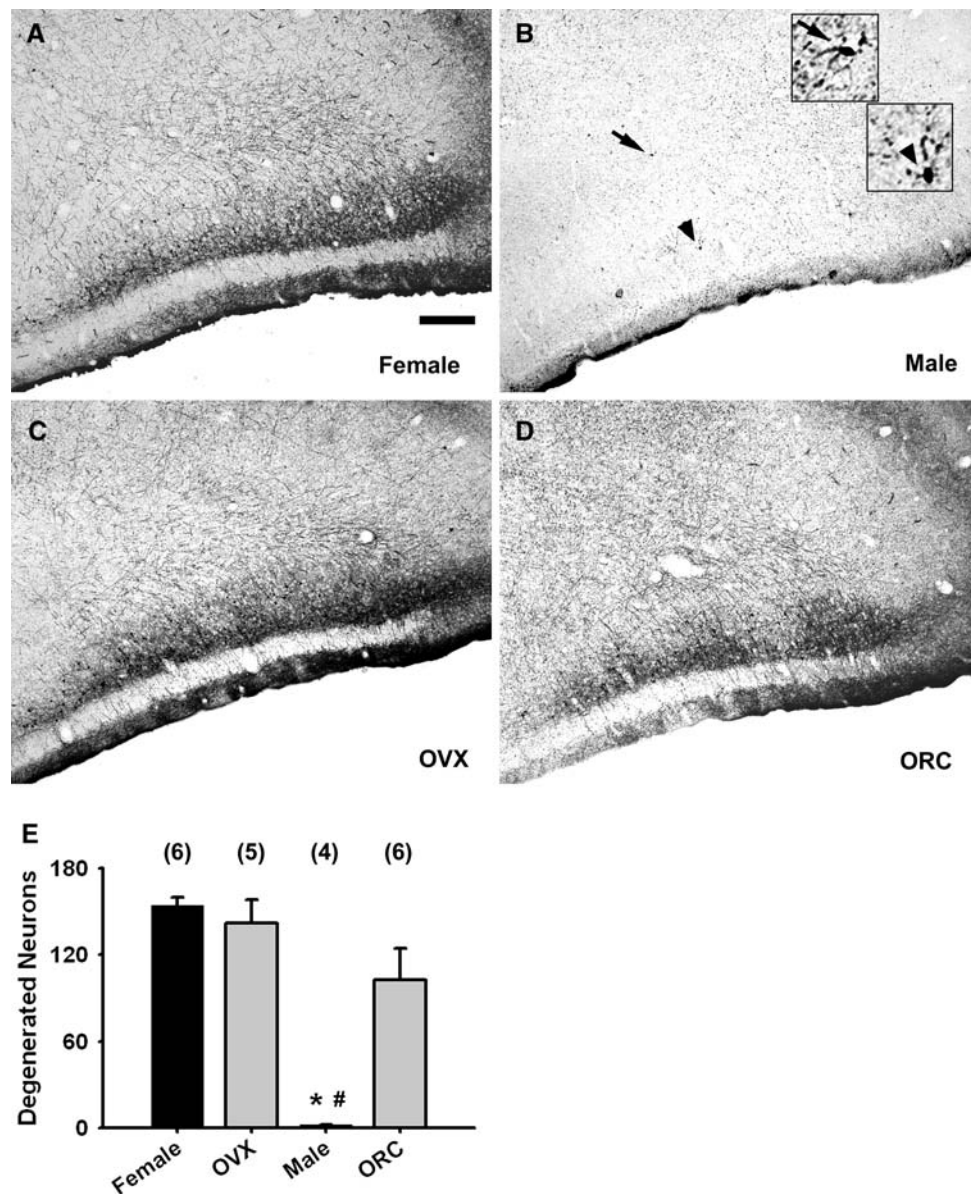 A
Female
B
Male
C
OVX
D
ORC
E
(6) (5) (4) (6)
Degenerated Neurons
180
120
60
0
* #
Female OVX Male ORC